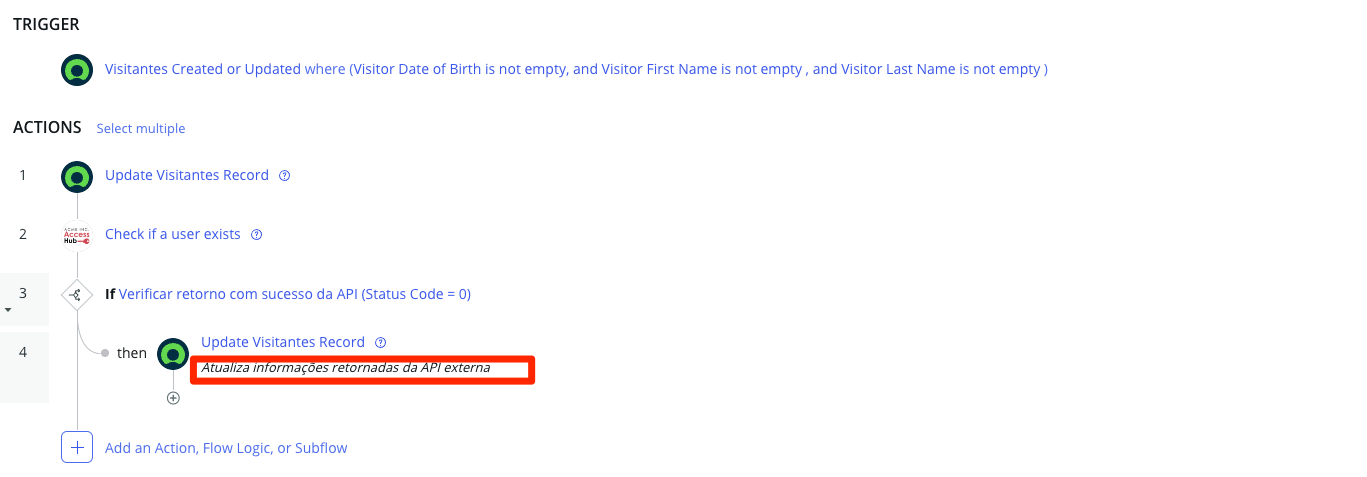 TRIGGER
Visitantes Created or Updated where (Visitor Date of Birth is not empty, and Visitor First Name is not empty , and Visitor Last Name is not empty )
ACTIONS Select multiple
1 Update Visitantes Record
2 ACME INC. Access Hub Check if a user exists
3 If Verificar retorno com sucesso da API (Status Code = 0)
4 then Update Visitantes Record
Atualiza informações retornadas da API externa
Add an Action, Flow Logic, or Subflow